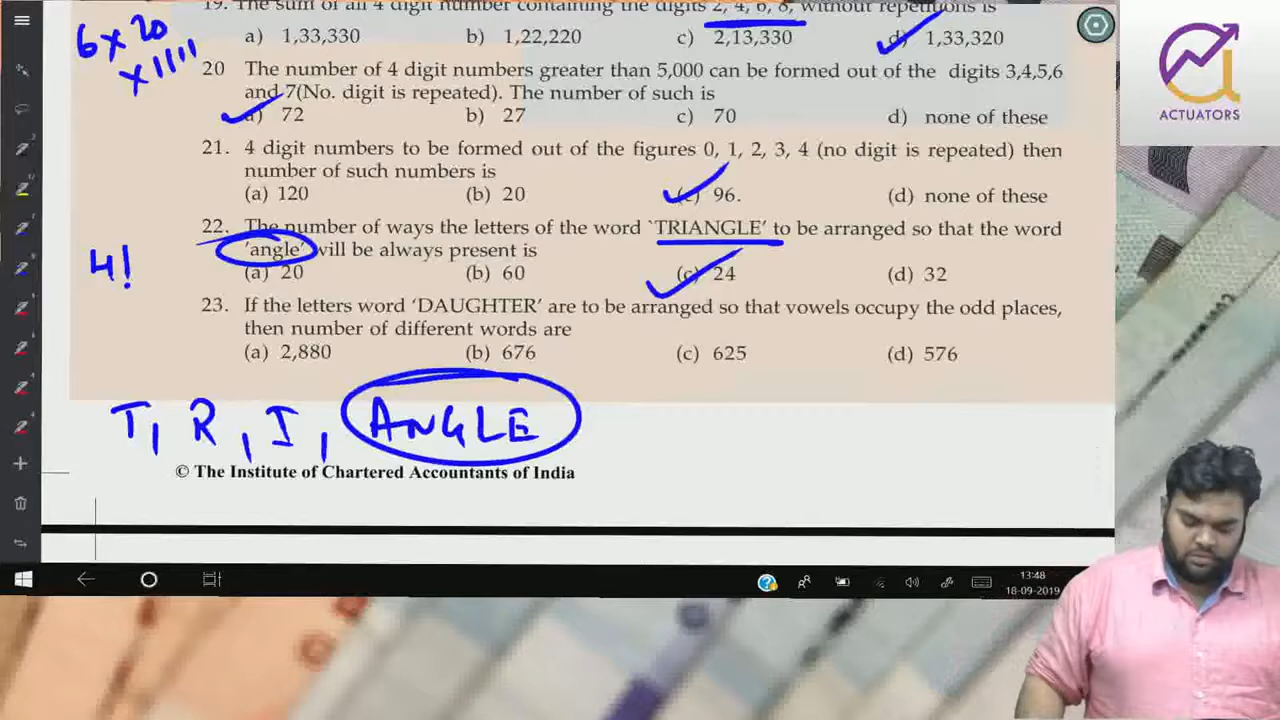 19. The sum of all 4 digit number containing the digits 2, 4, 6, 8, without repetitions is
a) 1,33,330 b) 1,22,220 c) 2,13,330 d) 1,33,320
6 x 20
x 1111
20 The number of 4 digit numbers greater than 5,000 can be formed out of the digits 3,4,5,6
and 7(No. digit is repeated). The number of such is
a) 72 b) 27 c) 70 d) none of these
21. 4 digit numbers to be formed out of the figures 0, 1, 2, 3, 4 (no digit is repeated) then
number of such numbers is
(a) 120 (b) 20 (c) 96. (d) none of these
22. The number of ways the letters of the word `TRIANGLE' to be arranged so that the word
'angle' will be always present is
(a) 20 (b) 60 (c) 24 (d) 32
4!
23. If the letters word 'DAUGHTER' are to be arranged so that vowels occupy the odd places,
then number of different words are
(a) 2,880 (b) 676 (c) 625 (d) 576
T, R, I, ANGLE
© The Institute of Chartered Accountants of India
ACTUATORS
13:48
18-09-2019